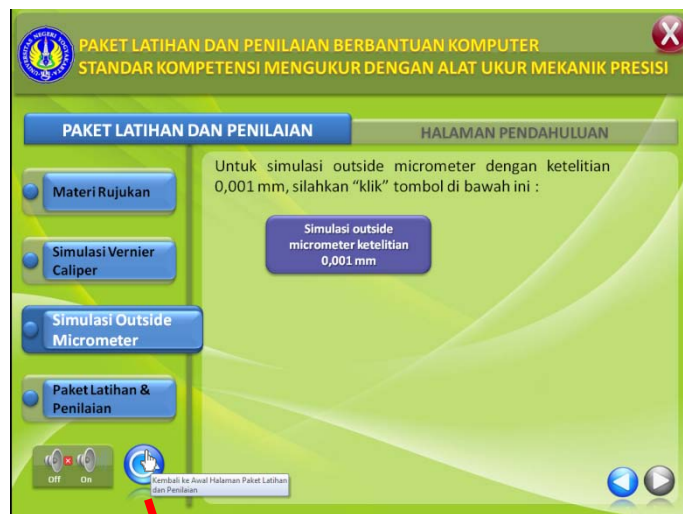 PAKET LATIHAN DAN PENILAIAN BERBANTUAN KOMPUTER
STANDAR KOMPETENSI MENGUKUR DENGAN ALAT UKUR MEKANIK PRESISI
PAKET LATIHAN DAN PENILAIAN
HALAMAN PENDAHULUAN
Materi Rujukan
Simulasi Vernier
Caliper
Simulasi Outside
Micrometer
Paket Latihan &
Penilaian
Off On
Untuk simulasi outside micrometer dengan ketelitian
0,001 mm, silahkan “klik” tombol di bawah ini :
Simulasi outside
micrometer ketelitian
0,001 mm
Kembali ke Awal Halaman Paket Latihan
dan Penilaian